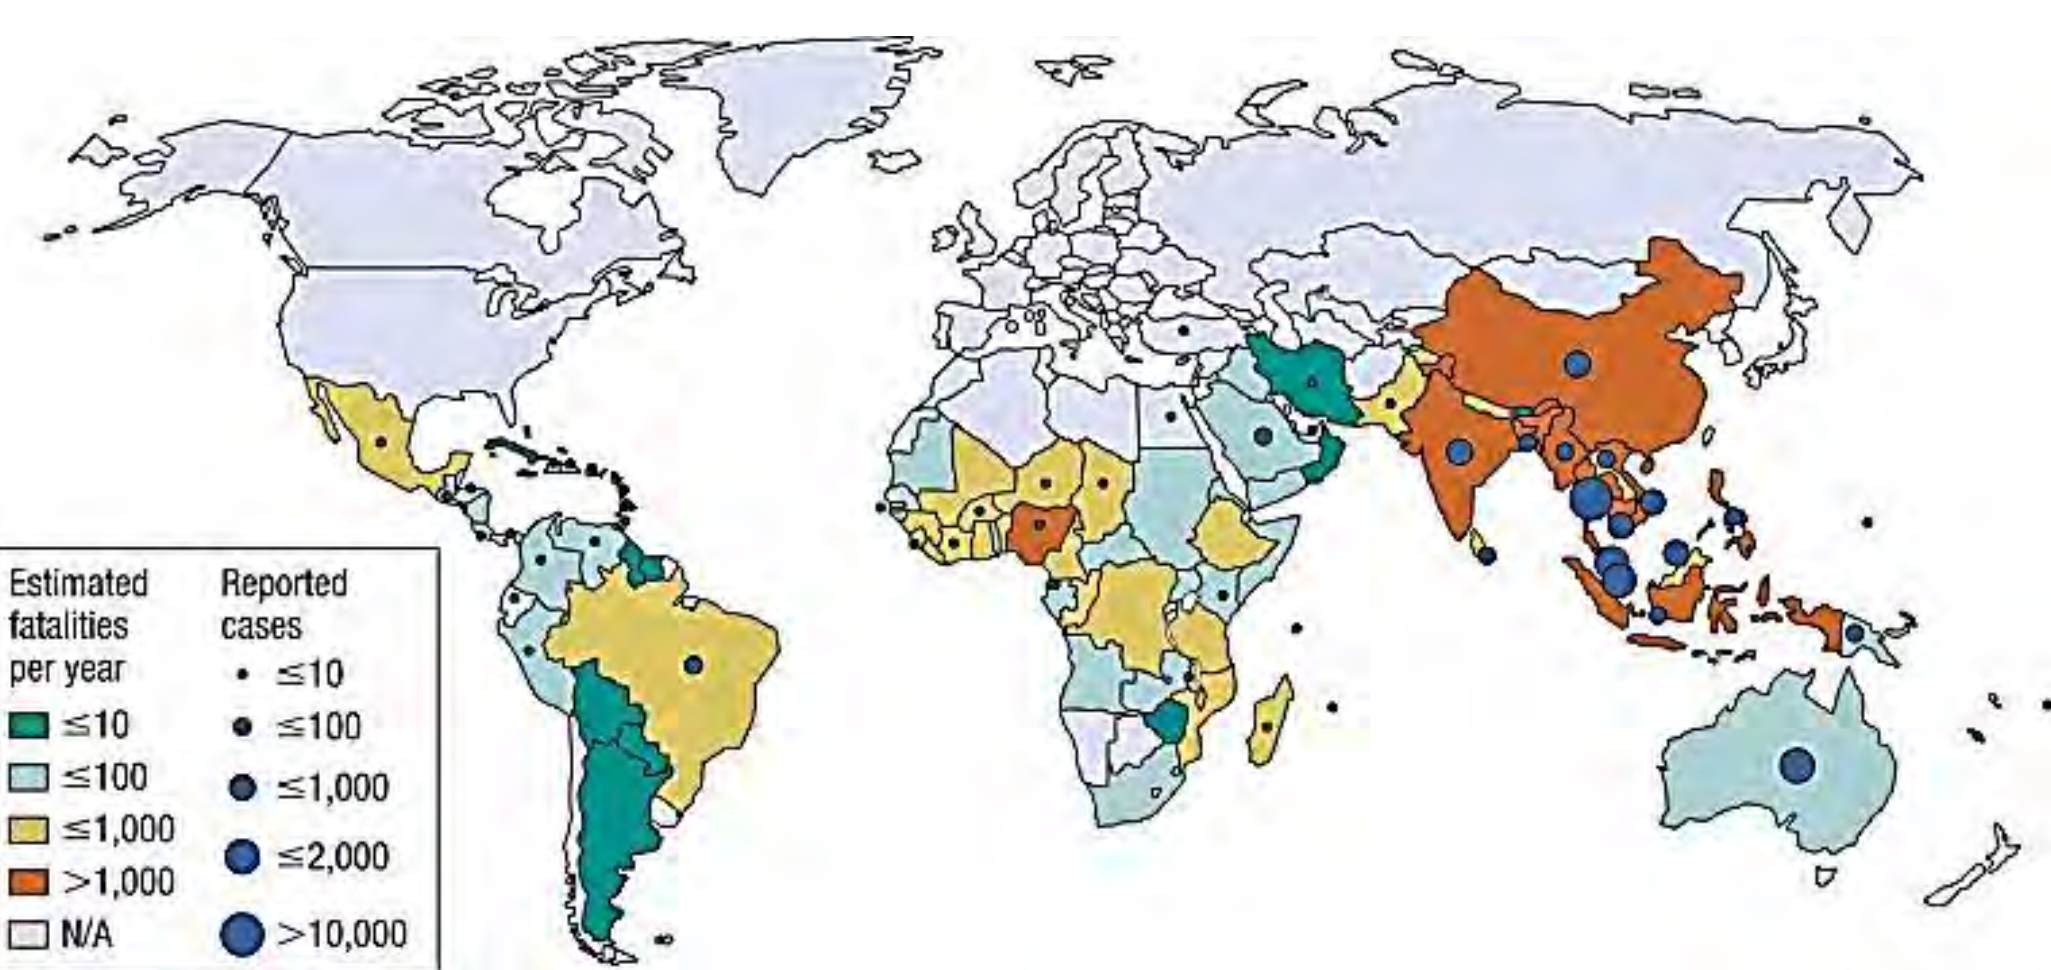 Estimated
fatalities
per year
≤10
≤100
≤1,000
>1,000
N/A
Reported
cases
≤10
≤100
≤1,000
≤2,000
>10,000